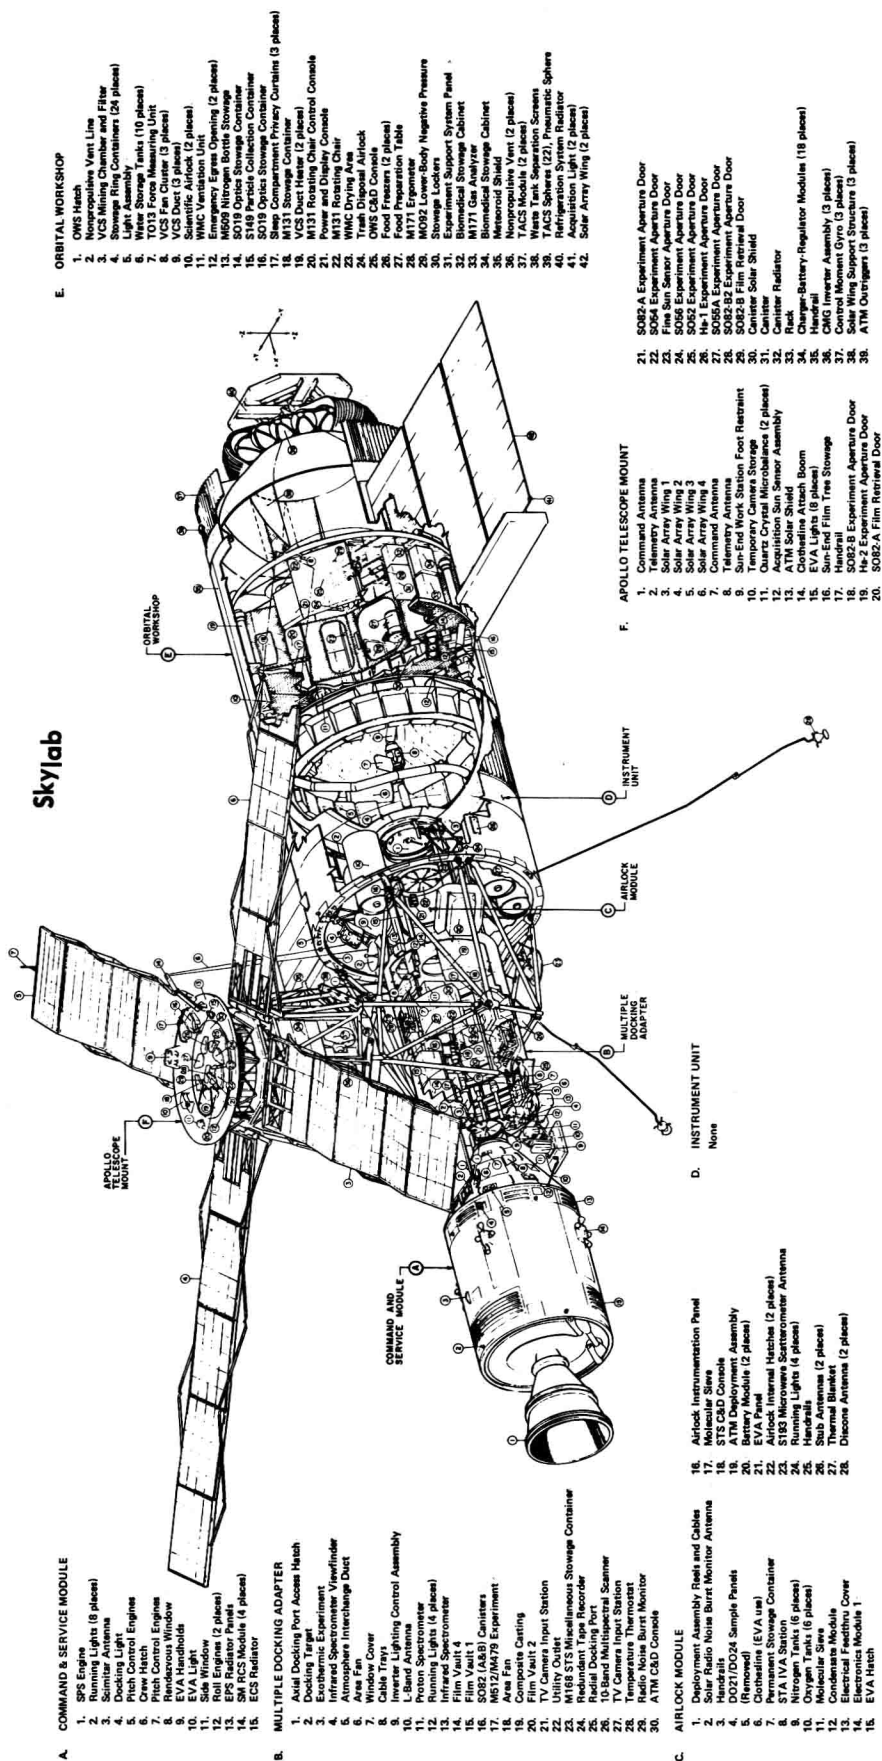 Skylab
A. COMMAND & SERVICE MODULE
1. SPS Engine
2. Running Lights (8 places)
3. Scimitar Antenna
4. Docking Light
5. Pitch Control Engines
6. Crew Hatch
7. Pitch Control Engines
8. Rendezvous Window
9. EVA Handholds
10. EVA Light
11. Side Window
12. Roll Engines (2 places)
13. EPS Radiator Panels
14. SM RCS Module (4 places)
15. ECS Radiator
B. MULTIPLE DOCKING ADAPTER
1. Axial Docking Port Access Hatch
2. Docking Target
3. Exothermic Experiment
4. Infrared Spectrometer Viewfinder
5. Atmosphere Interchange Duct
6. Area Fan
7. Window Cover
8. Cable Trays
9. Inverter Lighting Control Assembly
10. L-Band Antenna
11. Proton Spectrometer
12. Running Lights (4 places)
13. Infrared Spectrometer
14. Film Vault 4
15. Film Vault 1
16. SO82 (A&B) Canisters
17. M512/M479 Experiment
18. Area Fan
19. Composite Casting
20. Film Vault 2
21. TV Camera Input Station
22. Utility Outlet
23. M168 STS Miscellaneous Stowage Container
24. Redundant Tape Recorder
25. Radial Docking Port
26. 10-Band Multispectral Scanner
27. TV Camera Input Station
28. Temperature Thermostat
29. Radio Noise Burst Monitor
30. ATM C&D Console
C. AIRLOCK MODULE
1. Deployment Assembly Reels and Cables
2. Solar Radio Noise Burst Monitor Antenna
3. Handrails
4. DO21/DO24 Sample Panels
5. (Removed)
6. Clothesline (EVA use)
7. Permanent Stowage Container
8. STA IVA Station
9. Nitrogen Tanks (6 places)
10. Oxygen Tanks (6 places)
11. Molecular Sieve
12. Condensate Module
13. Electrical Feedthru Cover
14. Electronics Module 1
15. EVA Hatch
16. Airlock Instrumentation Panel
17. Molecular Sieve
18. STS C&D Console
19. ATM Deployment Assembly
20. Battery Module (2 places)
21. EVA Panel
22. Airlock Internal Hatches (2 places)
23. S193 Microwave Scatterometer Antenna
24. Running Lights (4 places)
25. Handrails
26. Stub Antennas (2 places)
27. Thermal Blanket
28. Discone Antenna (2 places)
D. INSTRUMENT UNIT
None
E. ORBITAL WORKSHOP
1. OWS Hatch
2. Nonpropulsive Vent Line
3. VCS Mining Chamber and Filter
4. Stowage Ring Containers (24 places)
5. Light Assembly
6. Water Storage Tanks (10 places)
7. TO13 Force Measuring Unit
8. VCS Fan Cluster (3 places)
9. VCS Duct (3 places)
10. Scientific Airlock (2 places)
11. WMC Ventilation Unit
12. Emergency Egress Opening (2 places)
13. M509 Nitrogen Bottle Stowage
14. SO19 Optics Stowage Container
15. S149 Particle Collection Container
16. SO19 Optics Stowage Container
17. Sleep Compartment Privacy Curtains (3 places)
18. M131 Stowage Container
19. VCS Duct Heater (2 places)
20. M131 Rotating Chair Control Console
21. Power and Display Console
22. M131 Rotating Chair
23. WMC Drying Area
24. Trash Disposal Airlock
25. OWS C&D Console
26. Food Freezers (2 places)
27. Food Preparation Table
28. M171 Ergometer
29. MO92 Lower-Body Negative Pressure
30. Stowage Lockers
31. Experiment Support System Panel
32. Biomedical Stowage Cabinet
33. M171 Gas Analyzer
34. Biomedical Stowage Cabinet
35. Meteoroid Shield
36. Nonpropulsive Vent (2 places)
37. TACS Module (2 places)
38. Waste Tank Separation Screens
39. TACS Spheres (22), Pneumatic Sphere
40. Refrigeration System Radiator
41. Acquisition Light (2 places)
42. Solar Array Wing (2 places)
F. APOLLO TELESCOPE MOUNT
1. Command Antenna
2. Telemetry Antenna
3. Solar Array Wing 1
4. Solar Array Wing 2
5. Solar Array Wing 3
6. Solar Array Wing 4
7. Command Antenna
8. Telemetry Antenna
9. Sun-End Work Station Foot Restraint
10. Temporary Camera Storage
11. Quartz Crystal Microbalance (2 places)
12. Acquisition Sun Sensor Assembly
13. ATM Solar Shield
14. Clothesline Attach Boom
15. EVA Lights (8 places)
16. Sun-End Film Tree Stowage
17. Handrail
18. SO82-B Experiment Aperture Door
19. Hα-2 Experiment Aperture Door
20. SO82-A Film Retrieval Door
21. SO82-A Experiment Aperture Door
22. SO54 Experiment Aperture Door
23. Fine Sun Sensor Aperture Door
24. SO56 Experiment Aperture Door
25. SO52 Experiment Aperture Door
26. Hα-1 Experiment Aperture Door
27. SO55A Experiment Aperture Door
28. SO82-B2 Experiment Aperture Door
29. SO82-B Film Retrieval Door
30. Canister Solar Shield
31. Canister
32. Canister Radiator
33. Rack
34. Charger-Battery-Regulator Modules (18 places)
35. Handrail
36. CMG Inverter Assembly (3 places)
37. Control Moment Gyro (3 places)
38. Solar Wing Support Structure (3 places)
39. ATM Outriggers (3 places)
COMMAND AND
SERVICE MODULE
A
APOLLO
TELESCOPE
MOUNT
F
B
MULTIPLE
DOCKING
ADAPTER
C
AIRLOCK
MODULE
D
INSTRUMENT
UNIT
ORBITAL
WORKSHOP
E